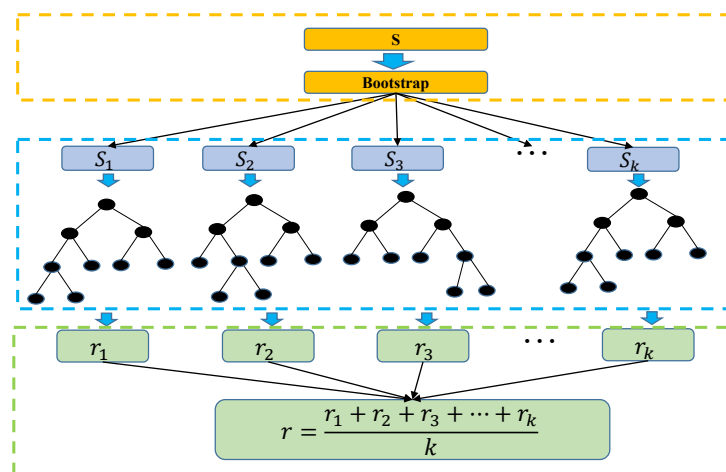 S
Bootstrap
S₁ S₂ S₃ ... Sₖ
r₁ r₂ r₃ ... rₖ
r = (r₁ + r₂ + r₃ + ⋯ + rₖ) / k